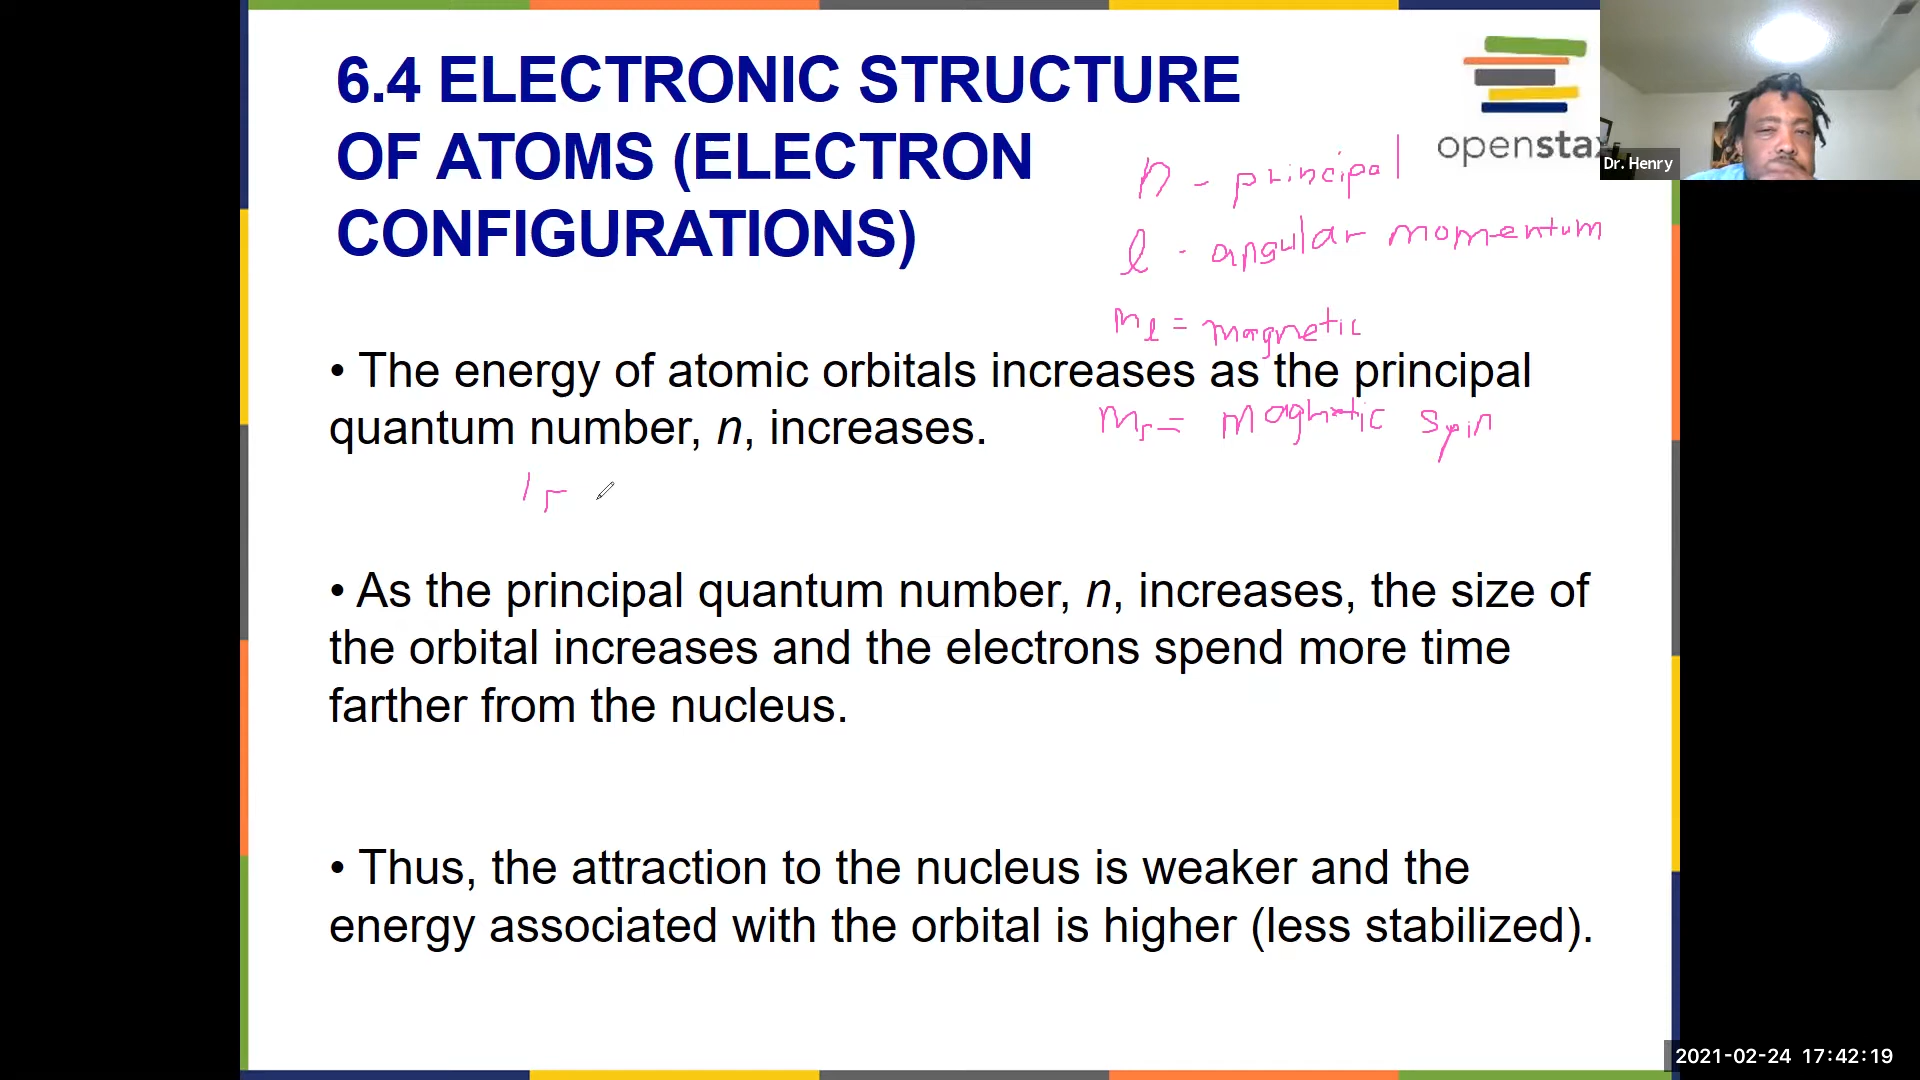 6.4 ELECTRONIC STRUCTURE
OF ATOMS (ELECTRON
CONFIGURATIONS)
openstax
Dr. Henry
n - principal
l - angular momentum
ml = magnetic
• The energy of atomic orbitals increases as the principal
quantum number, n, increases.
ms = magnetic spin
1s
• As the principal quantum number, n, increases, the size of
the orbital increases and the electrons spend more time
farther from the nucleus.
• Thus, the attraction to the nucleus is weaker and the
energy associated with the orbital is higher (less stabilized).
2021-02-24 17:42:19